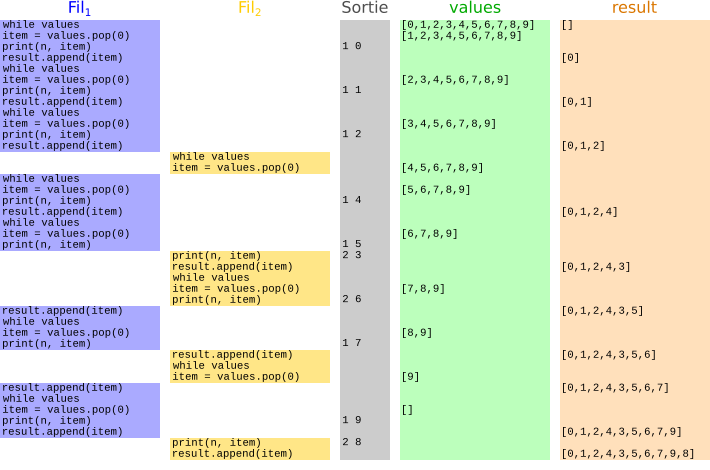 Fil1 Fil2 Sortie values result
while values [0,1,2,3,4,5,6,7,8,9] []
item = values.pop(0) [1,2,3,4,5,6,7,8,9]
print(n, item) 1 0
result.append(item) [0]
while values
item = values.pop(0) [2,3,4,5,6,7,8,9]
print(n, item) 1 1
result.append(item) [0,1]
while values
item = values.pop(0) [3,4,5,6,7,8,9]
print(n, item) 1 2
result.append(item) [0,1,2]
while values
item = values.pop(0) [4,5,6,7,8,9]
while values
item = values.pop(0) [5,6,7,8,9]
print(n, item) 1 4
result.append(item) [0,1,2,4]
while values
item = values.pop(0) [6,7,8,9]
print(n, item) 1 5
print(n, item) 2 3
result.append(item) [0,1,2,4,3]
while values
item = values.pop(0) [7,8,9]
print(n, item) 2 6
result.append(item) [0,1,2,4,3,5]
while values
item = values.pop(0) [8,9]
print(n, item) 1 7
result.append(item) [0,1,2,4,3,5,6]
while values
item = values.pop(0) [9]
result.append(item) [0,1,2,4,3,5,6,7]
while values
item = values.pop(0) []
print(n, item) 1 9
result.append(item) [0,1,2,4,3,5,6,7,9]
print(n, item) 2 8
result.append(item) [0,1,2,4,3,5,6,7,9,8]